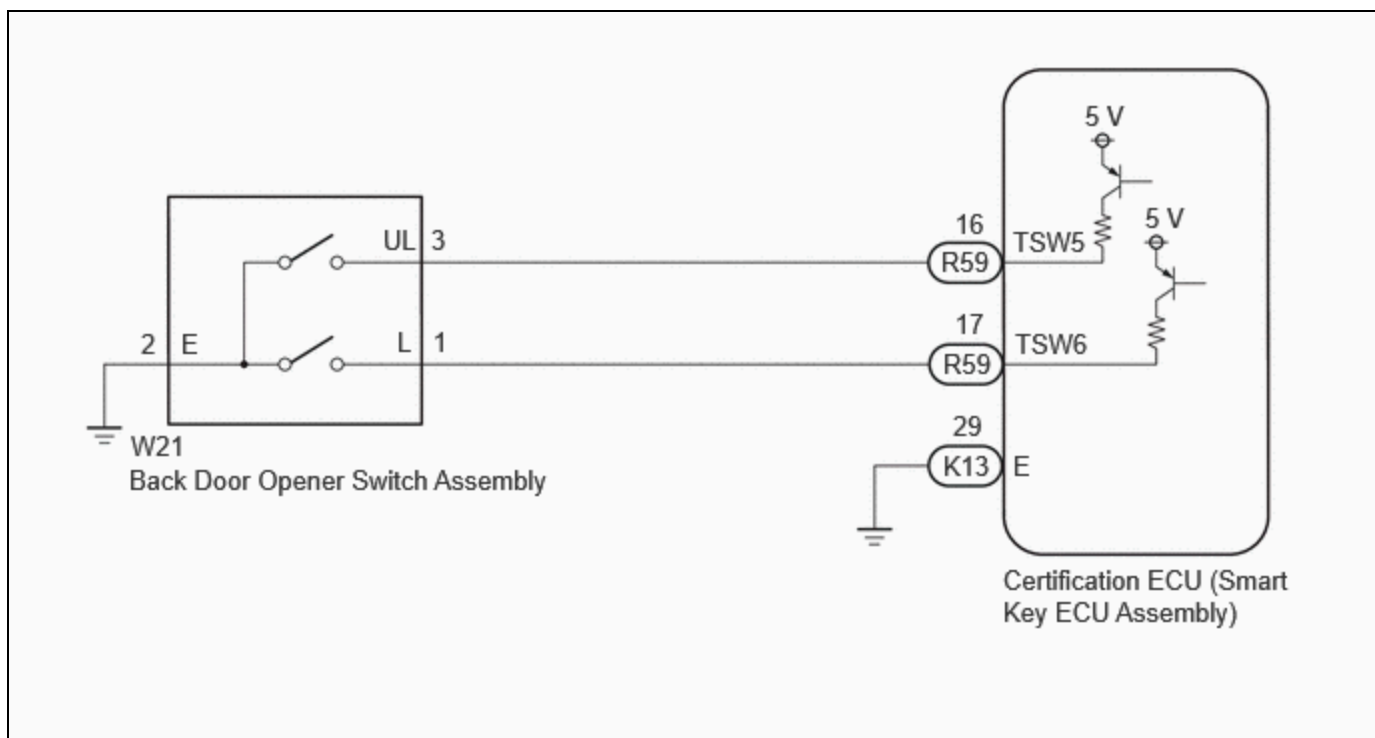 5 V
5 V
UL 3
16
R59
TSW5
2 E
L 1
17
R59
TSW6
29
K13
E
W21
Back Door Opener Switch Assembly
Certification ECU (Smart
Key ECU Assembly)